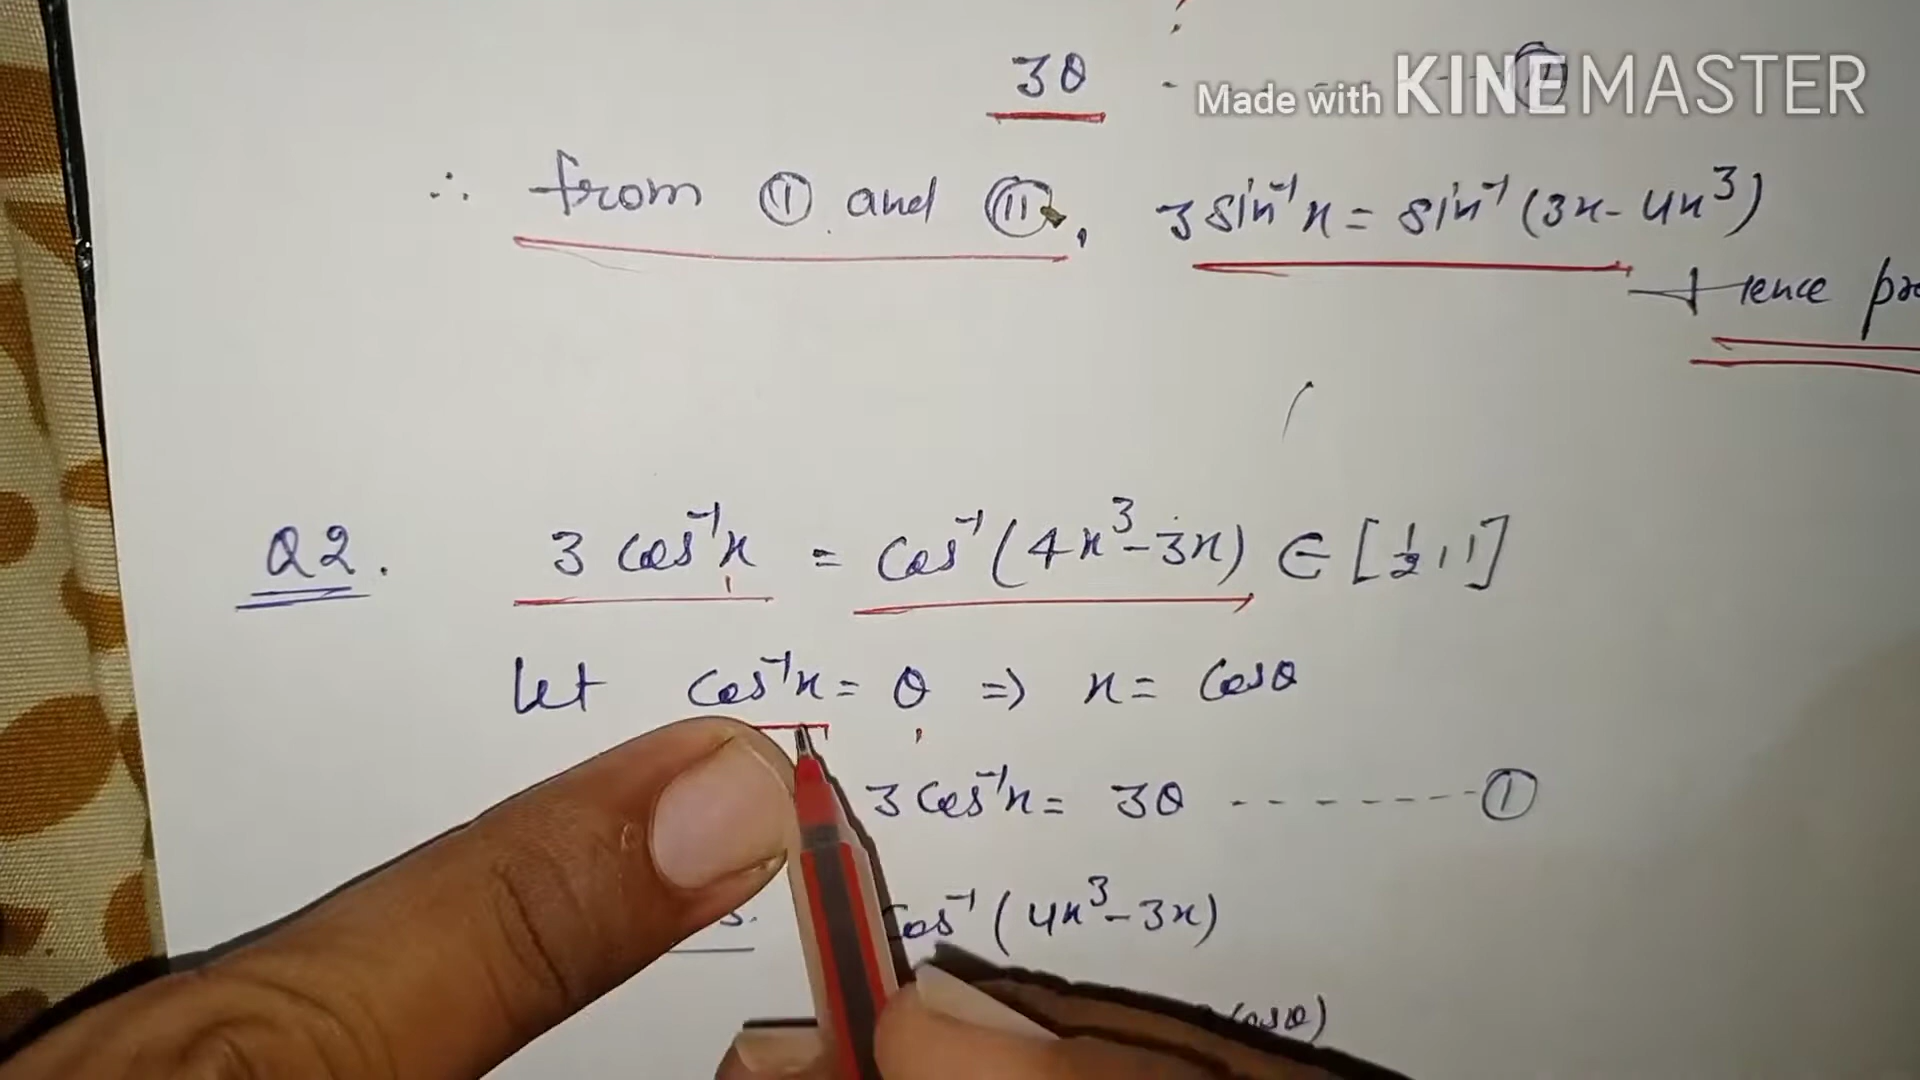 3θ - - - - (II)
Made with KINEMASTER
∴ from (I) and (II), 3 sin⁻¹x = sin⁻¹(3x - 4x³)
Hence
Q2. 3 cos⁻¹x = cos⁻¹(4x³-3x) ∈ [1/2, 1]
Let cos⁻¹x = θ ⇒ x = cosθ
3 cos⁻¹x = 3θ - - - - - - - - (I)
cos⁻¹(4x³-3x)
cosθ)